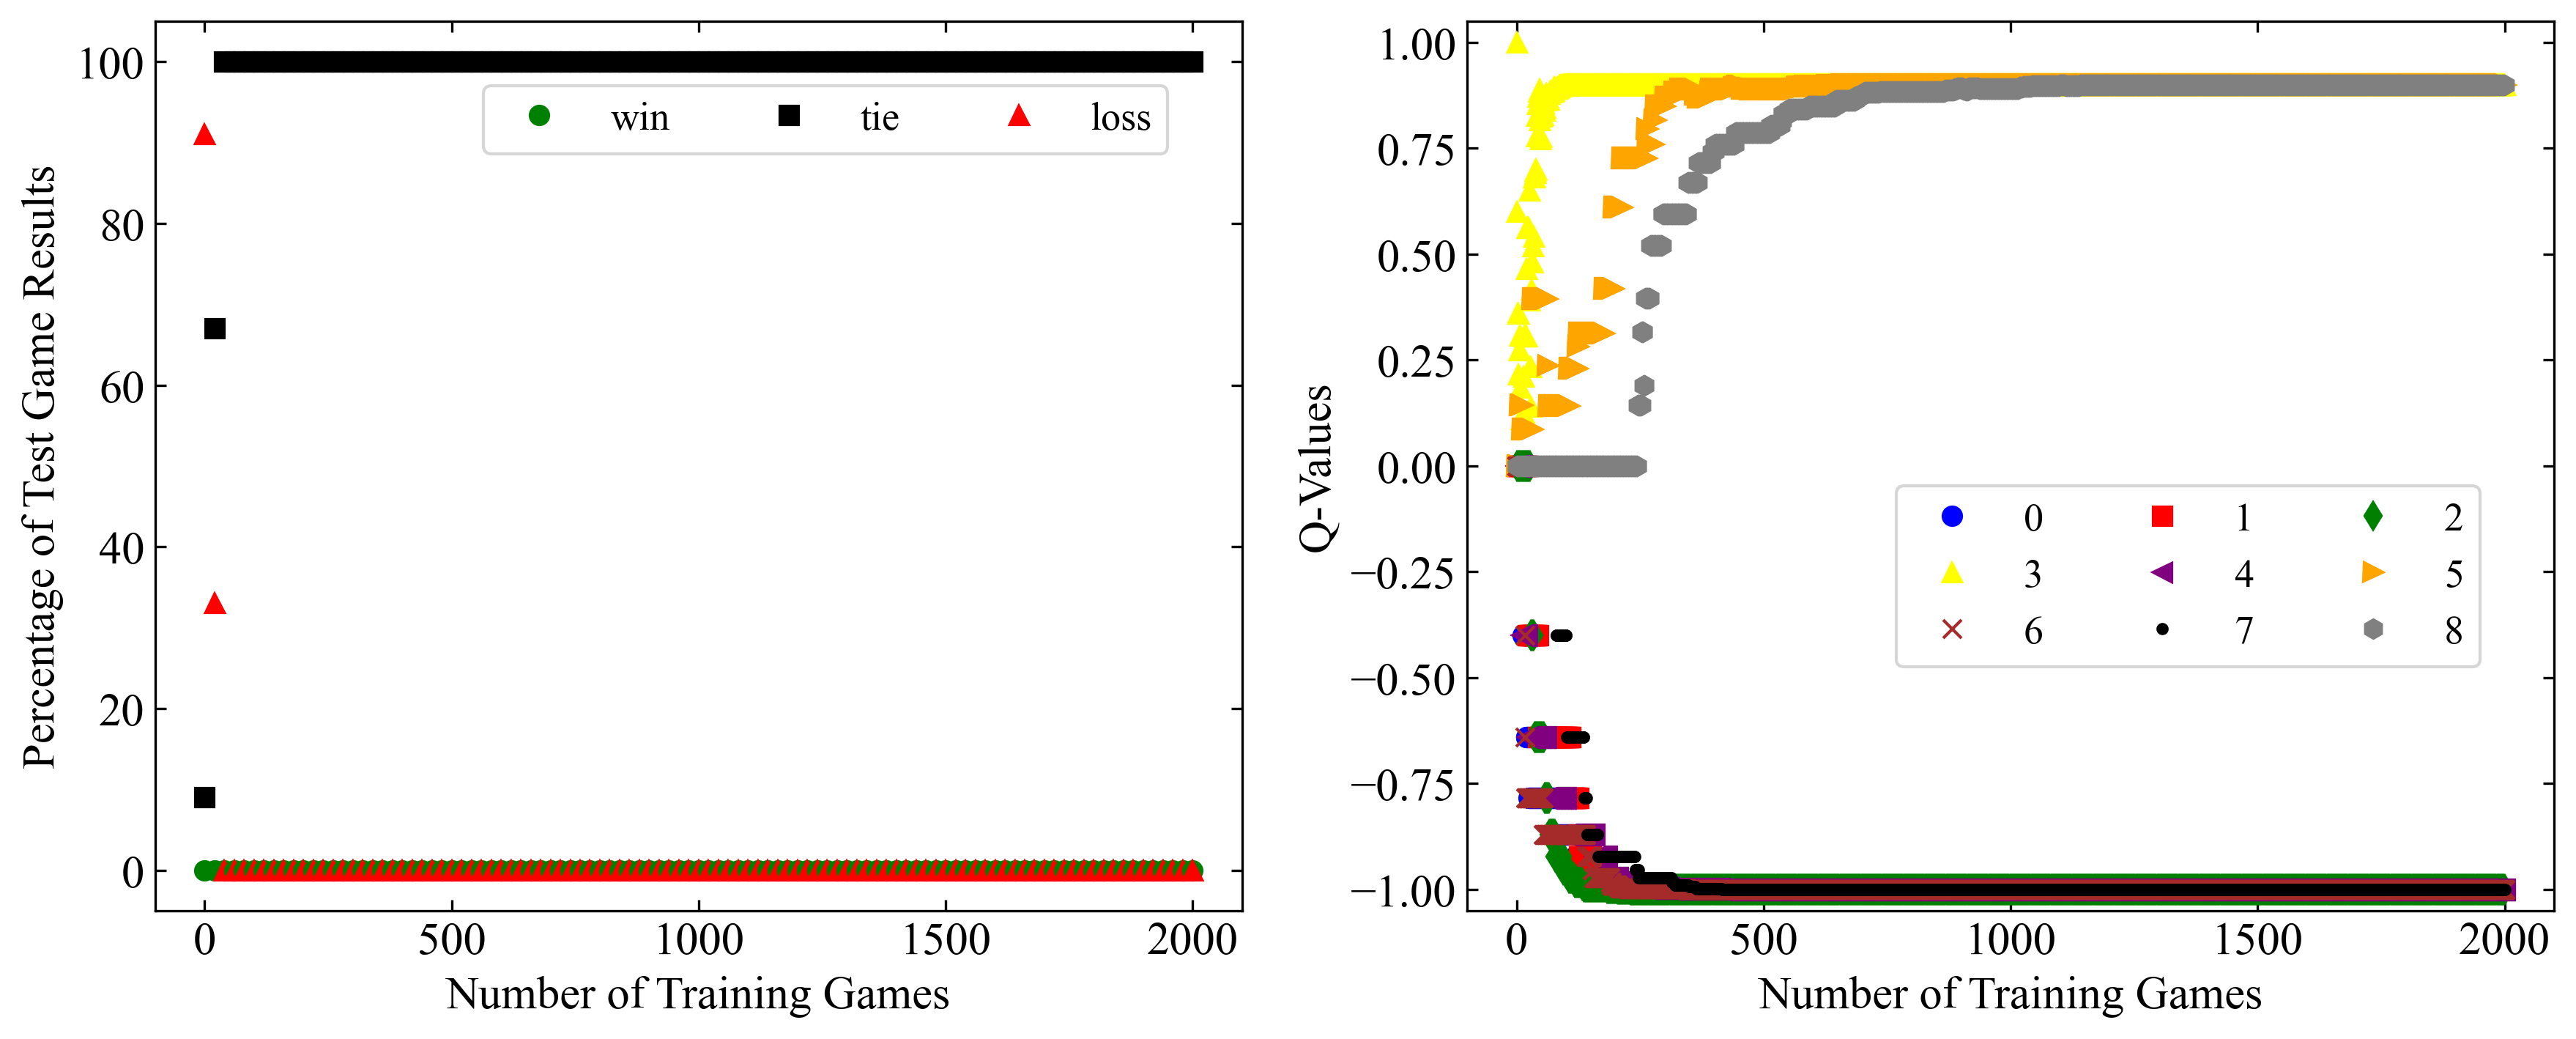 100
80
60
40
20
0
Percentage of Test Game Results
win tie loss
0 500 1000 1500 2000
Number of Training Games
1.00
0.75
0.50
0.25
0.00
−0.25
−0.50
−0.75
−1.00
Q-Values
0 1 2
3 4 5
6 7 8
0 500 1000 1500 2000
Number of Training Games